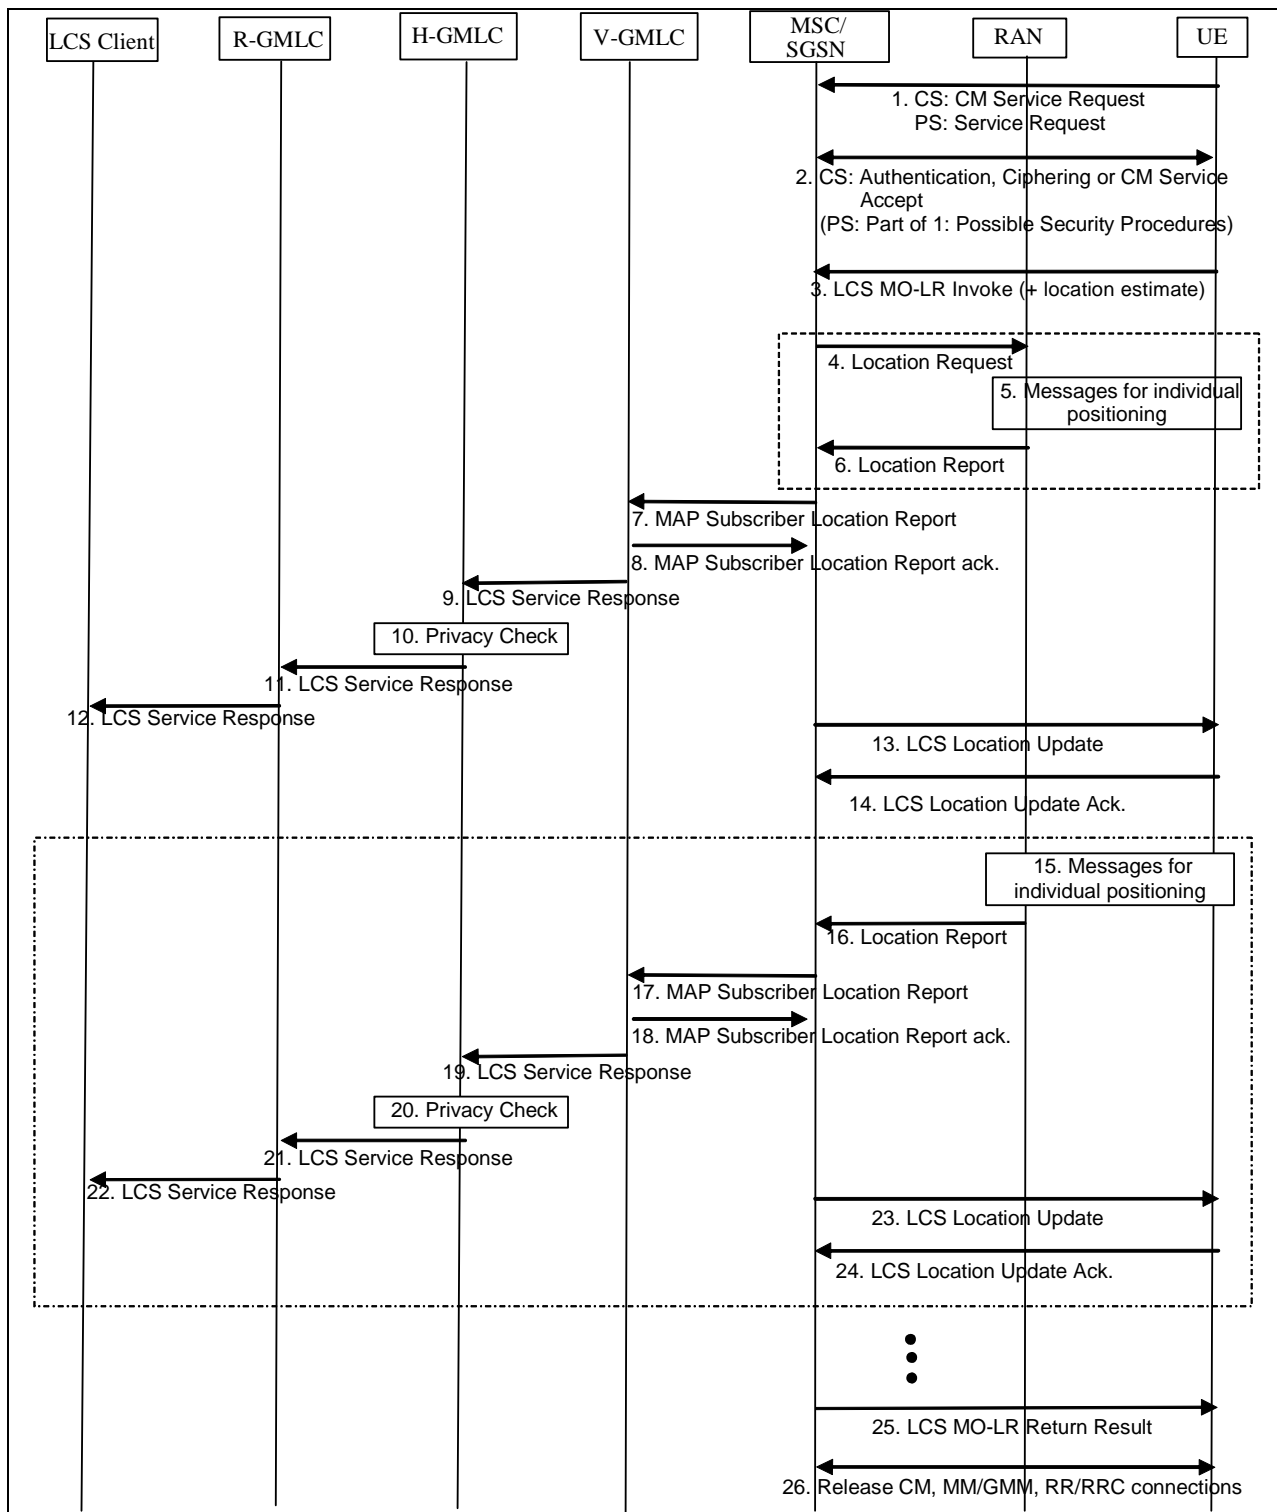 LCS Client
R-GMLC
H-GMLC
V-GMLC
MSC/
SGSN
RAN
UE
1. CS: CM Service Request
PS: Service Request
2. CS: Authentication, Ciphering or CM Service
Accept
(PS: Part of 1: Possible Security Procedures)
3. LCS MO-LR Invoke (+ location estimate)
4. Location Request
5. Messages for individual
positioning
6. Location Report
7. MAP Subscriber Location Report
8. MAP Subscriber Location Report ack.
9. LCS Service Response
10. Privacy Check
11. LCS Service Response
12. LCS Service Response
13. LCS Location Update
14. LCS Location Update Ack.
15. Messages for
individual positioning
16. Location Report
17. MAP Subscriber Location Report
18. MAP Subscriber Location Report ack.
19. LCS Service Response
20. Privacy Check
21. LCS Service Response
22. LCS Service Response
23. LCS Location Update
24. LCS Location Update Ack.
25. LCS MO-LR Return Result
26. Release CM, MM/GMM, RR/RRC connections